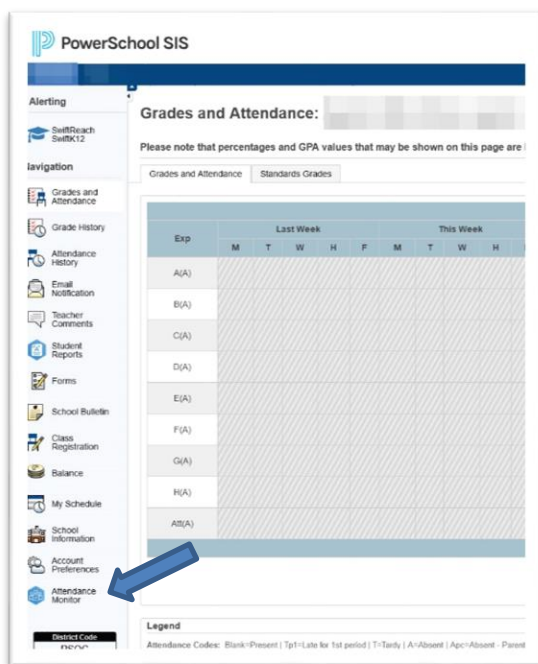 PowerSchool SIS
Alerting
SwiftReach
SwiftK12
Navigation
Grades and
Attendance
Grade History
Attendance
History
Email
Notification
Teacher
Comments
Student
Reports
Forms
School Bulletin
Class
Registration
Balance
My Schedule
School
Information
Account
Preferences
Attendance
Monitor
District Code
Grades and Attendance:
Please note that percentages and GPA values that may be shown on this page are
Grades and Attendance Standards Grades
Exp Last Week This Week
M T W H F M T W H
A(A)
B(A)
C(A)
D(A)
E(A)
F(A)
G(A)
H(A)
Att(A)
Legend
Attendance Codes: Blank=Present | Tp1=Late for 1st period | T=Tardy | A=Absent | Apc=Absent - Parent